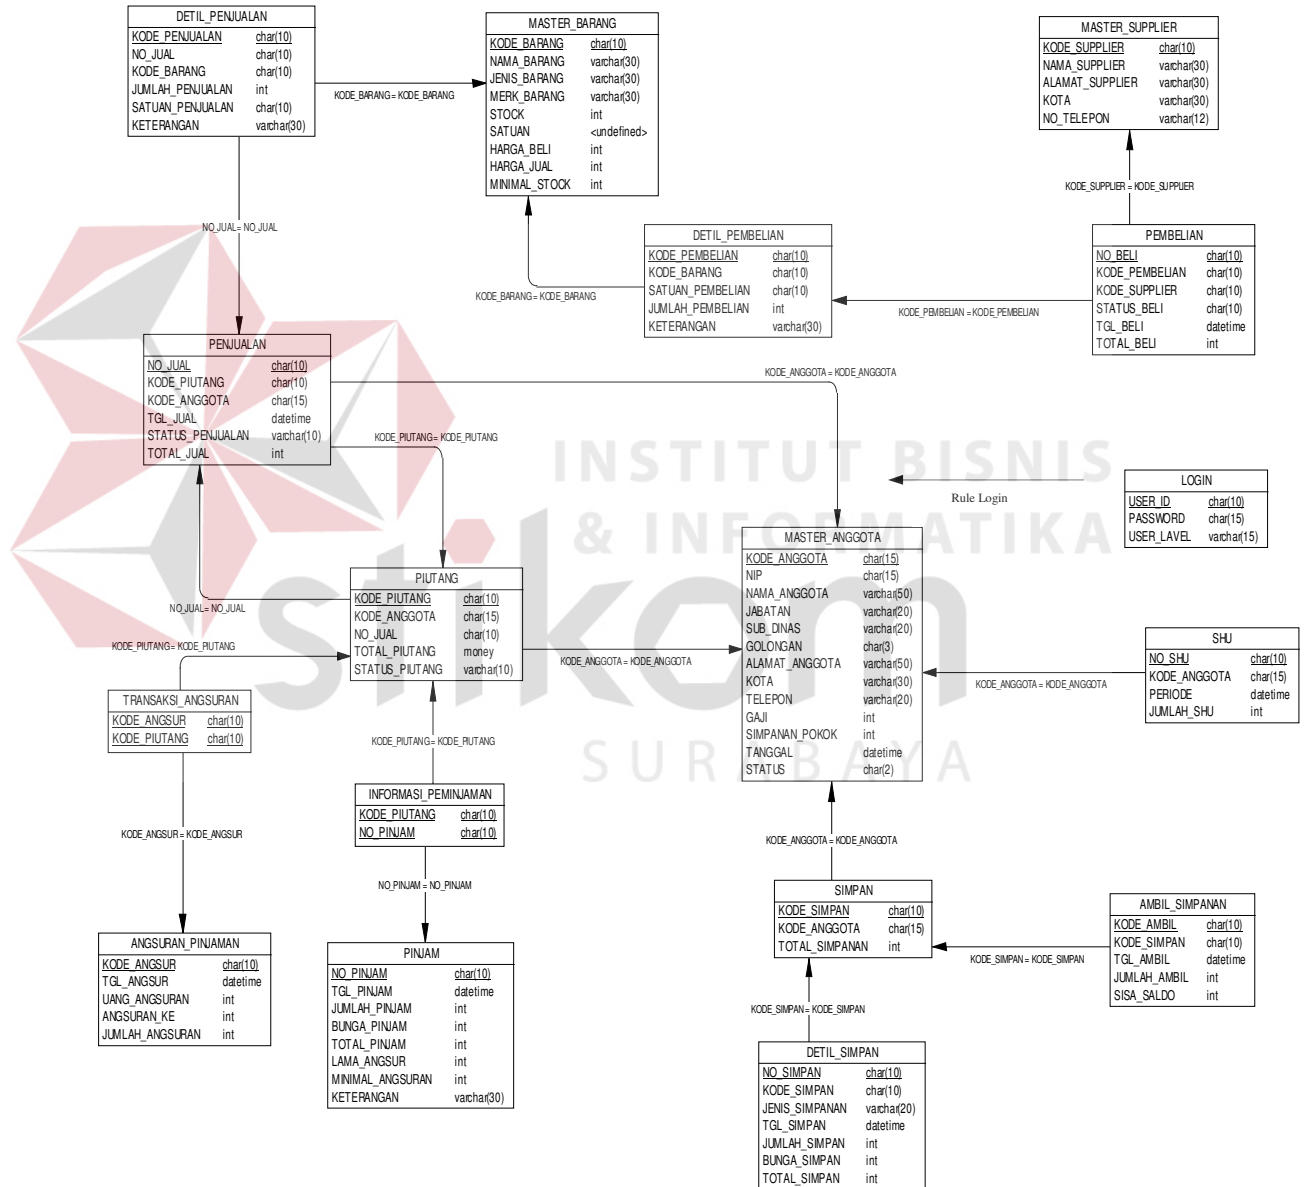 DETIL_PENJUALAN
KODE_PENJUALAN char(10)
NO_JUAL char(10)
KODE_BARANG char(10)
JUMLAH_PENJUALAN int
SATUAN_PENJUALAN char(10)
KETERANGAN varchar(30)
KODE_BARANG = KODE_BARANG
MASTER_BARANG
KODE_BARANG char(10)
NAMA_BARANG varchar(30)
JENIS_BARANG varchar(30)
MERK_BARANG varchar(30)
STOCK int
SATUAN <undefined>
HARGA_BELI int
HARGA_JUAL int
MINIMAL_STOCK int
MASTER_SUPPLIER
KODE_SUPPLIER char(10)
NAMA_SUPPLIER varchar(30)
ALAMAT_SUPPLIER varchar(30)
KOTA varchar(30)
NO_TELEPON varchar(12)
KODE_SUPPLIER = KODE_SUPPLIER
NO_JUAL = NO_JUAL
DETIL_PEMBELIAN
KODE_PEMBELIAN char(10)
KODE_BARANG char(10)
SATUAN_PEMBELIAN char(10)
JUMLAH_PEMBELIAN int
KETERANGAN varchar(30)
KODE_BARANG = KODE_BARANG
KODE_PEMBELIAN = KODE_PEMBELIAN
PEMBELIAN
NO_BELI char(10)
KODE_PEMBELIAN char(10)
KODE_SUPPLIER char(10)
STATUS_BELI char(10)
TGL_BELI datetime
TOTAL_BELI int
PENJUALAN
NO_JUAL char(10)
KODE_PIUTANG char(10)
KODE_ANGGOTA char(15)
TGL_JUAL datetime
STATUS_PENJUALAN varchar(10)
TOTAL_JUAL int
KODE_ANGGOTA = KODE_ANGGOTA
KODE_PIUTANG = KODE_PIUTANG
INSTITUT BISNIS
& INFORMATIKA
stikom
SURABAYA
Rule Login
LOGIN
USER_ID char(10)
PASSWORD char(15)
USER_LAVEL varchar(15)
MASTER_ANGGOTA
KODE_ANGGOTA char(15)
NIP char(15)
NAMA_ANGGOTA varchar(50)
JABATAN varchar(20)
SUB_DINAS varchar(20)
GOLONGAN char(3)
ALAMAT_ANGGOTA varchar(50)
KOTA varchar(30)
TELEPON varchar(20)
GAJI int
SIMPANAN_POKOK int
TANGGAL datetime
STATUS char(2)
PIUTANG
KODE_PIUTANG char(10)
KODE_ANGGOTA char(15)
NO_JUAL char(10)
TOTAL_PIUTANG money
STATUS_PIUTANG varchar(10)
NO_JUAL = NO_JUAL
KODE_PIUTANG = KODE_PIUTANG
KODE_ANGGOTA = KODE_ANGGOTA
KODE_ANGGOTA = KODE_ANGGOTA
SHU
NO_SHU char(10)
KODE_ANGGOTA char(15)
PERIODE datetime
JUMLAH_SHU int
TRANSAKSI_ANGSURAN
KODE_ANGSUR char(10)
KODE_PIUTANG char(10)
KODE_PIUTANG = KODE_PIUTANG
INFORMASI_PEMINJAMAN
KODE_PIUTANG char(10)
NO_PINJAM char(10)
KODE_ANGSUR = KODE_ANGSUR
KODE_ANGGOTA = KODE_ANGGOTA
NO_PINJAM = NO_PINJAM
SIMPAN
KODE_SIMPAN char(10)
KODE_ANGGOTA char(15)
TOTAL_SIMPANAN int
KODE_SIMPAN = KODE_SIMPAN
AMBIL_SIMPANAN
KODE_AMBIL char(10)
KODE_SIMPAN char(10)
TGL_AMBIL datetime
JUMLAH_AMBIL int
SISA_SALDO int
ANGSURAN_PINJAMAN
KODE_ANGSUR char(10)
TGL_ANGSUR datetime
UANG_ANGSURAN int
ANGSURAN_KE int
JUMLAH_ANGSURAN int
PINJAM
NO_PINJAM char(10)
TGL_PINJAM datetime
JUMLAH_PINJAM int
BUNGA_PINJAM int
TOTAL_PINJAM int
LAMA_ANGSUR int
MINIMAL_ANGSURAN int
KETERANGAN varchar(30)
KODE_SIMPAN = KODE_SIMPAN
DETIL_SIMPAN
NO_SIMPAN char(10)
KODE_SIMPAN char(10)
JENIS_SIMPANAN varchar(20)
TGL_SIMPAN datetime
JUMLAH_SIMPAN int
BUNGA_SIMPAN int
TOTAL_SIMPAN int